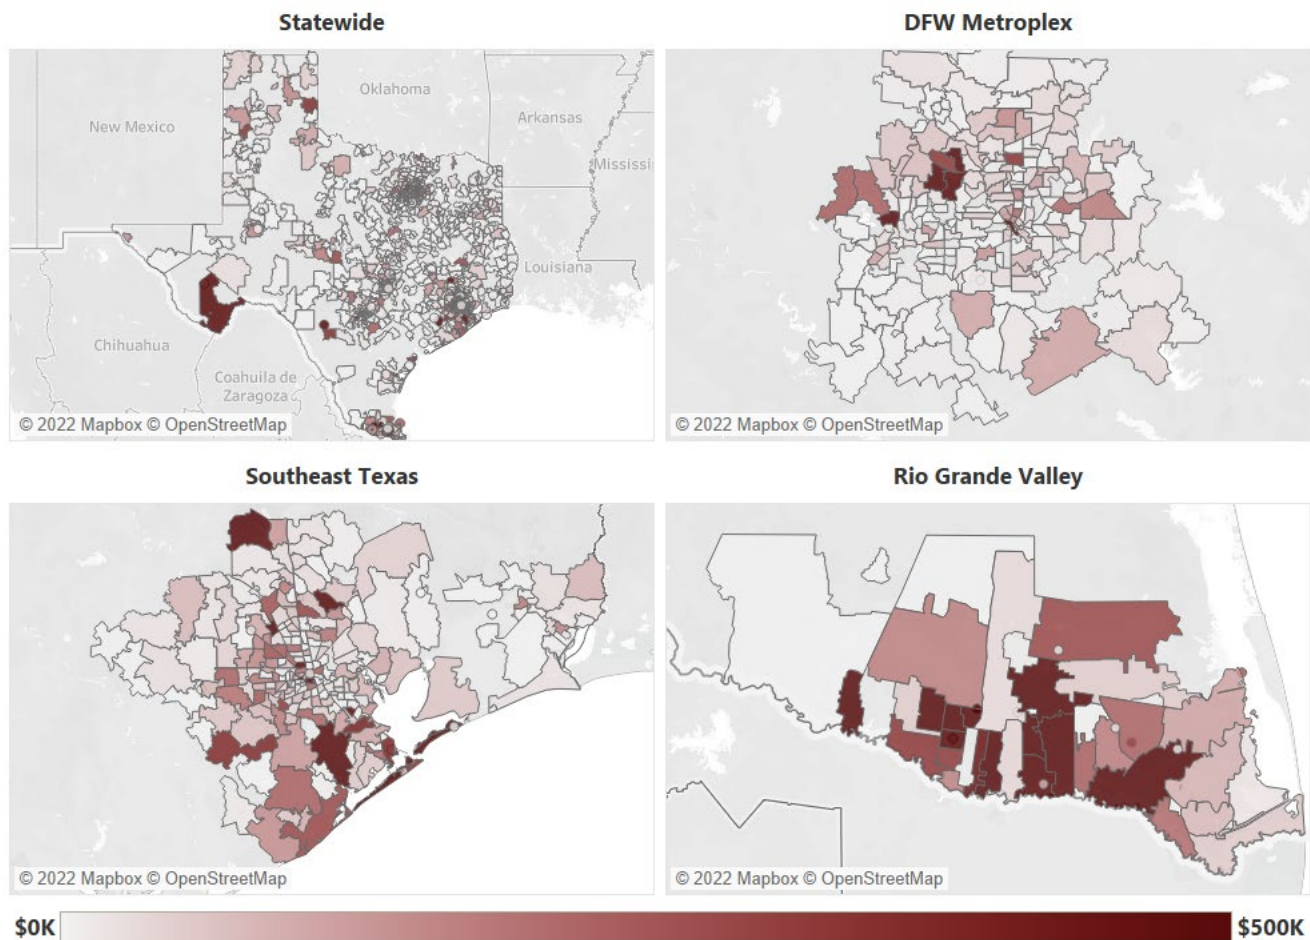 Statewide
DFW Metroplex
Oklahoma
New Mexico
Arkansas
Mississi
Louisiana
Chihuahua
Coahuila de
Zaragoza
© 2022 Mapbox © OpenStreetMap
© 2022 Mapbox © OpenStreetMap
Southeast Texas
Rio Grande Valley
© 2022 Mapbox © OpenStreetMap
© 2022 Mapbox © OpenStreetMap
$0K
$500K